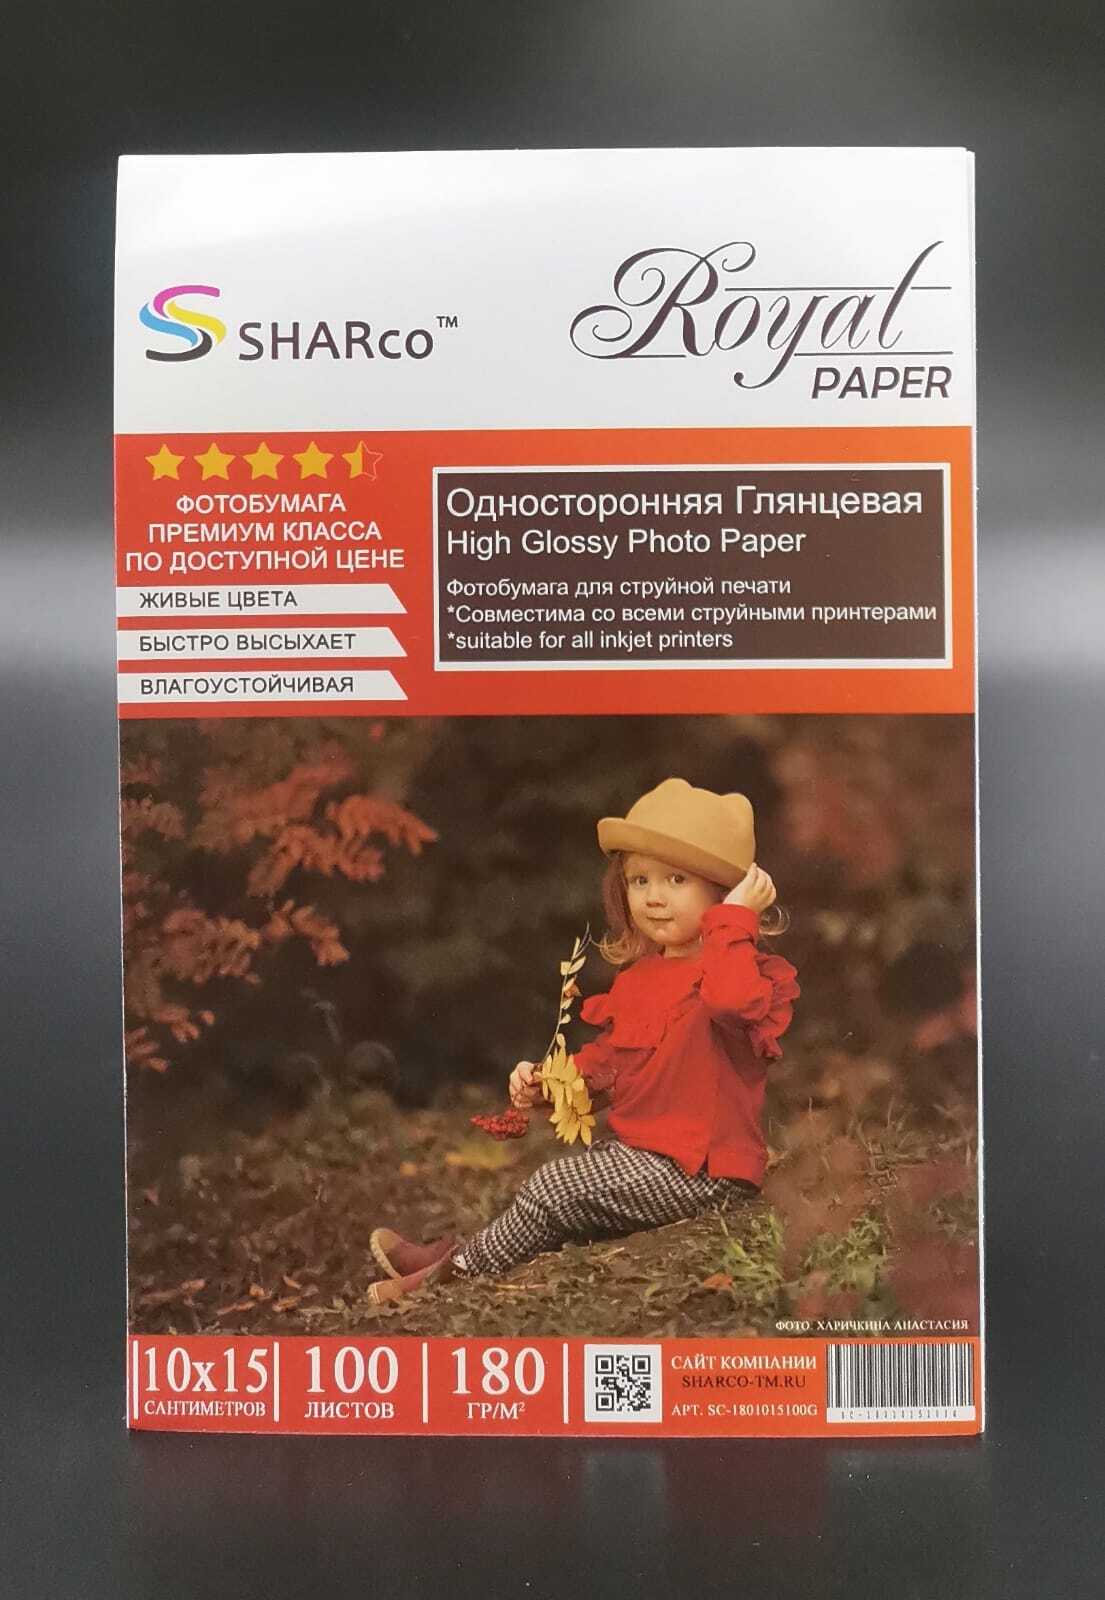 SHARco™
Royal
PAPER
ФОТОБУМАГА
ПРЕМИУМ КЛАССА
ПО ДОСТУПНОЙ ЦЕНЕ
ЖИВЫЕ ЦВЕТА
БЫСТРО ВЫСЫХАЕТ
ВЛАГОУСТОЙЧИВАЯ
Односторонняя Глянцевая
High Glossy Photo Paper
Фотобумага для струйной печати
*Совместима со всеми струйными принтерами
*suitable for all inkjet printers
ФОТО: ХАРИЧКИНА АНАСТАСИЯ
10x15
САНТИМЕТРОВ
100
ЛИСТОВ
180
ГР/М²
САЙТ КОМПАНИИ
SHARCO-TM.RU
АРТ. SC-1801015100G